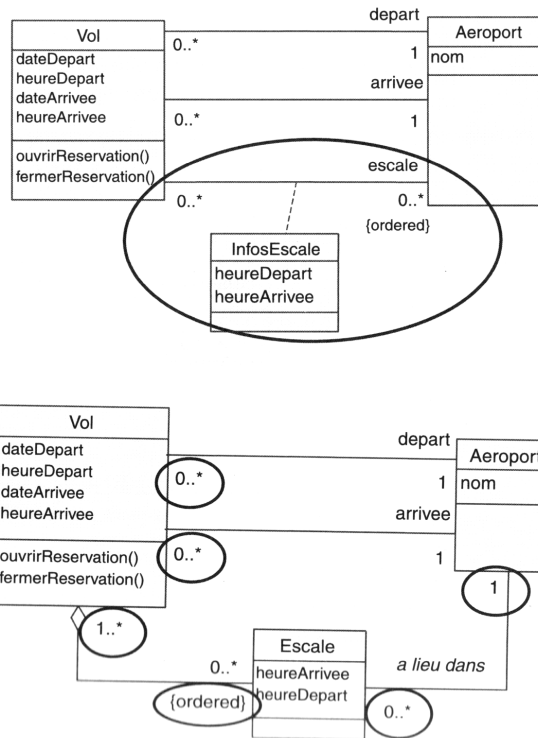 Vol
dateDepart
heureDepart
dateArrivee
heureArrivee
ouvrirReservation()
fermerReservation()
depart
0..*
1
arrivee
0..*
1
escale
0..*
0..*
{ordered}
Aeroport
nom
InfosEscale
heureDepart
heureArrivee
Vol
dateDepart
heureDepart
dateArrivee
heureArrivee
ouvrirReservation()
fermerReservation()
depart
0..*
1
arrivee
0..*
1
Aeroport
nom
1
1..*
0..*
{ordered}
Escale
heureArrivee
heureDepart
a lieu dans
0..*